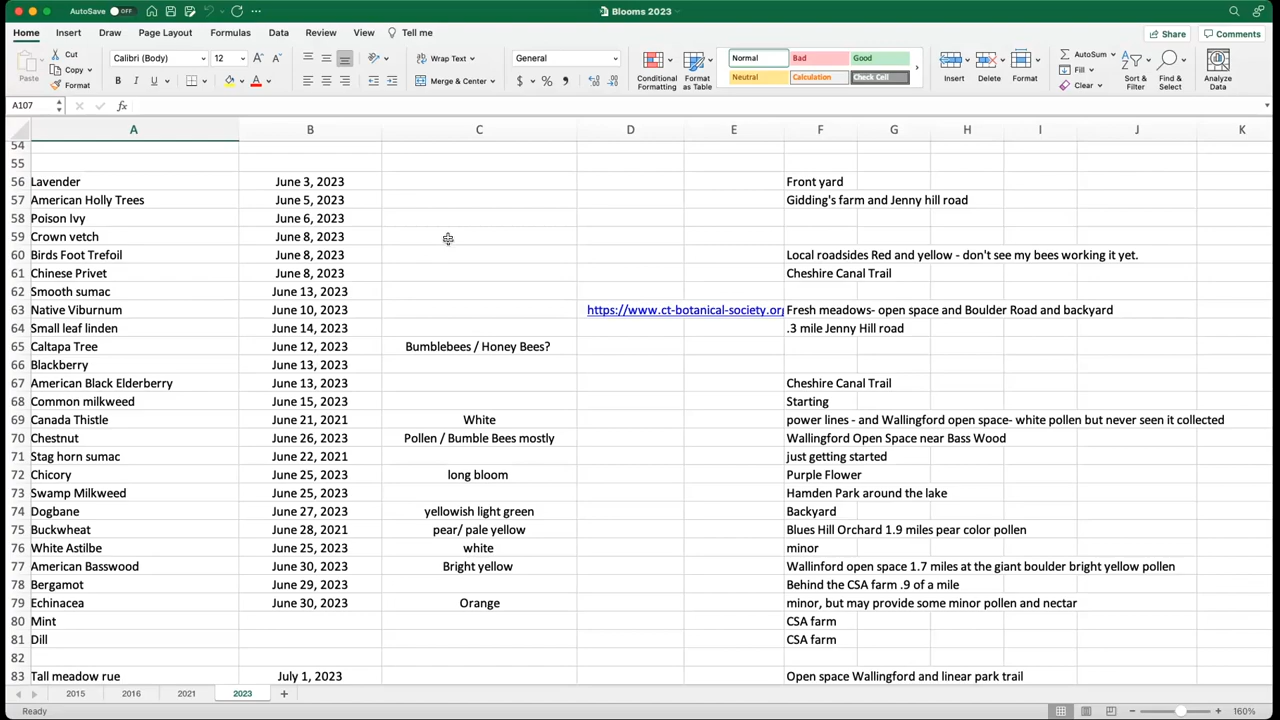 AutoSave OFF Blooms 2023
Home Insert Draw Page Layout Formulas Data Review View Tell me Share Comments
Paste Cut Copy Format Calibri (Body) 12 Wrap Text Merge & Center General Conditional Formatting Format as Table Normal Bad Good Neutral Calculation Check Cell Insert Delete Format AutoSum Fill Clear Sort & Filter Find & Select Analyze Data
A107 fx
A B C D E F G H I J K
54
55
56 Lavender June 3, 2023 Front yard
57 American Holly Trees June 5, 2023 Gidding's farm and Jenny hill road
58 Poison Ivy June 6, 2023
59 Crown vetch June 8, 2023
60 Birds Foot Trefoil June 8, 2023 Local roadsides Red and yellow - don't see my bees working it yet.
61 Chinese Privet June 8, 2023 Cheshire Canal Trail
62 Smooth sumac June 13, 2023
63 Native Viburnum June 10, 2023 https://www.ct-botanical-society.org Fresh meadows- open space and Boulder Road and backyard
64 Small leaf linden June 14, 2023 .3 mile Jenny Hill road
65 Caltapa Tree June 12, 2023 Bumblebees / Honey Bees?
66 Blackberry June 13, 2023
67 American Black Elderberry June 13, 2023 Cheshire Canal Trail
68 Common milkweed June 15, 2023 Starting
69 Canada Thistle June 21, 2021 White power lines - and Wallingford open space- white pollen but never seen it collected
70 Chestnut June 26, 2023 Pollen / Bumble Bees mostly Wallingford Open Space near Bass Wood
71 Stag horn sumac June 22, 2021 just getting started
72 Chicory June 25, 2023 long bloom Purple Flower
73 Swamp Milkweed June 25, 2023 Hamden Park around the lake
74 Dogbane June 27, 2023 yellowish light green Backyard
75 Buckwheat June 28, 2021 pear/ pale yellow Blues Hill Orchard 1.9 miles pear color pollen
76 White Astilbe June 25, 2023 white minor
77 American Basswood June 30, 2023 Bright yellow Wallinford open space 1.7 miles at the giant boulder bright yellow pollen
78 Bergamot June 29, 2023 Behind the CSA farm .9 of a mile
79 Echinacea June 30, 2023 Orange minor, but may provide some minor pollen and nectar
80 Mint CSA farm
81 Dill CSA farm
82
83 Tall meadow rue July 1, 2023 Open space Wallingford and linear park trail
2015 2016 2021 2023
Ready 160%